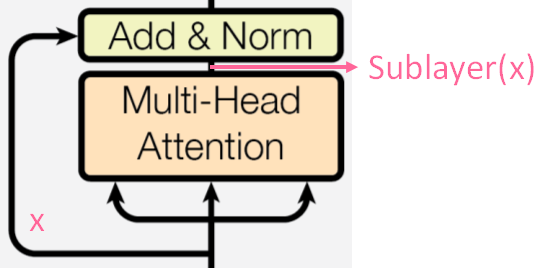 Add & Norm
Sublayer(x)
Multi-Head
Attention
x